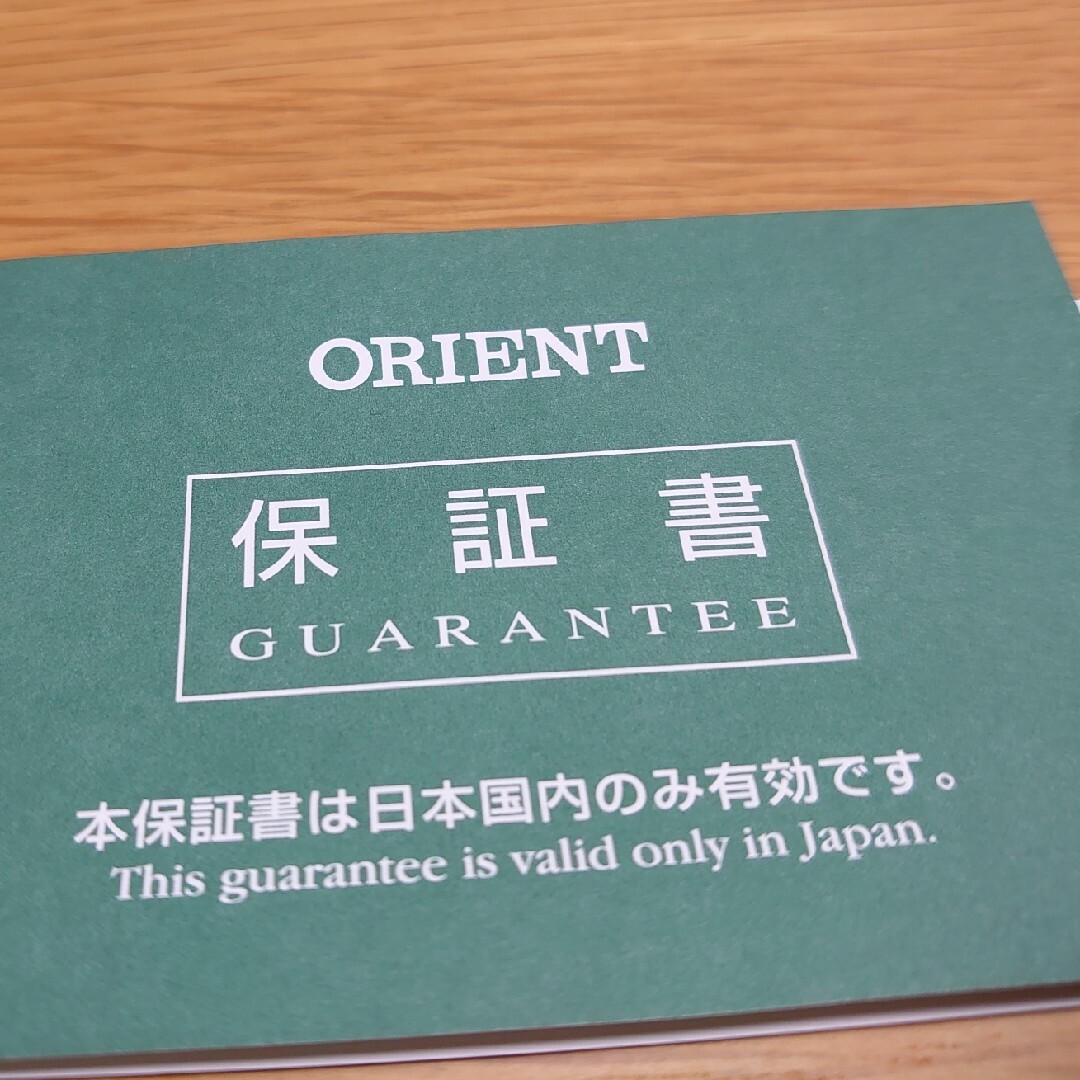 ORIENT
保証書
GUARANTEE
本保証書は日本国内のみ有効です。
This guarantee is valid only in Japan.